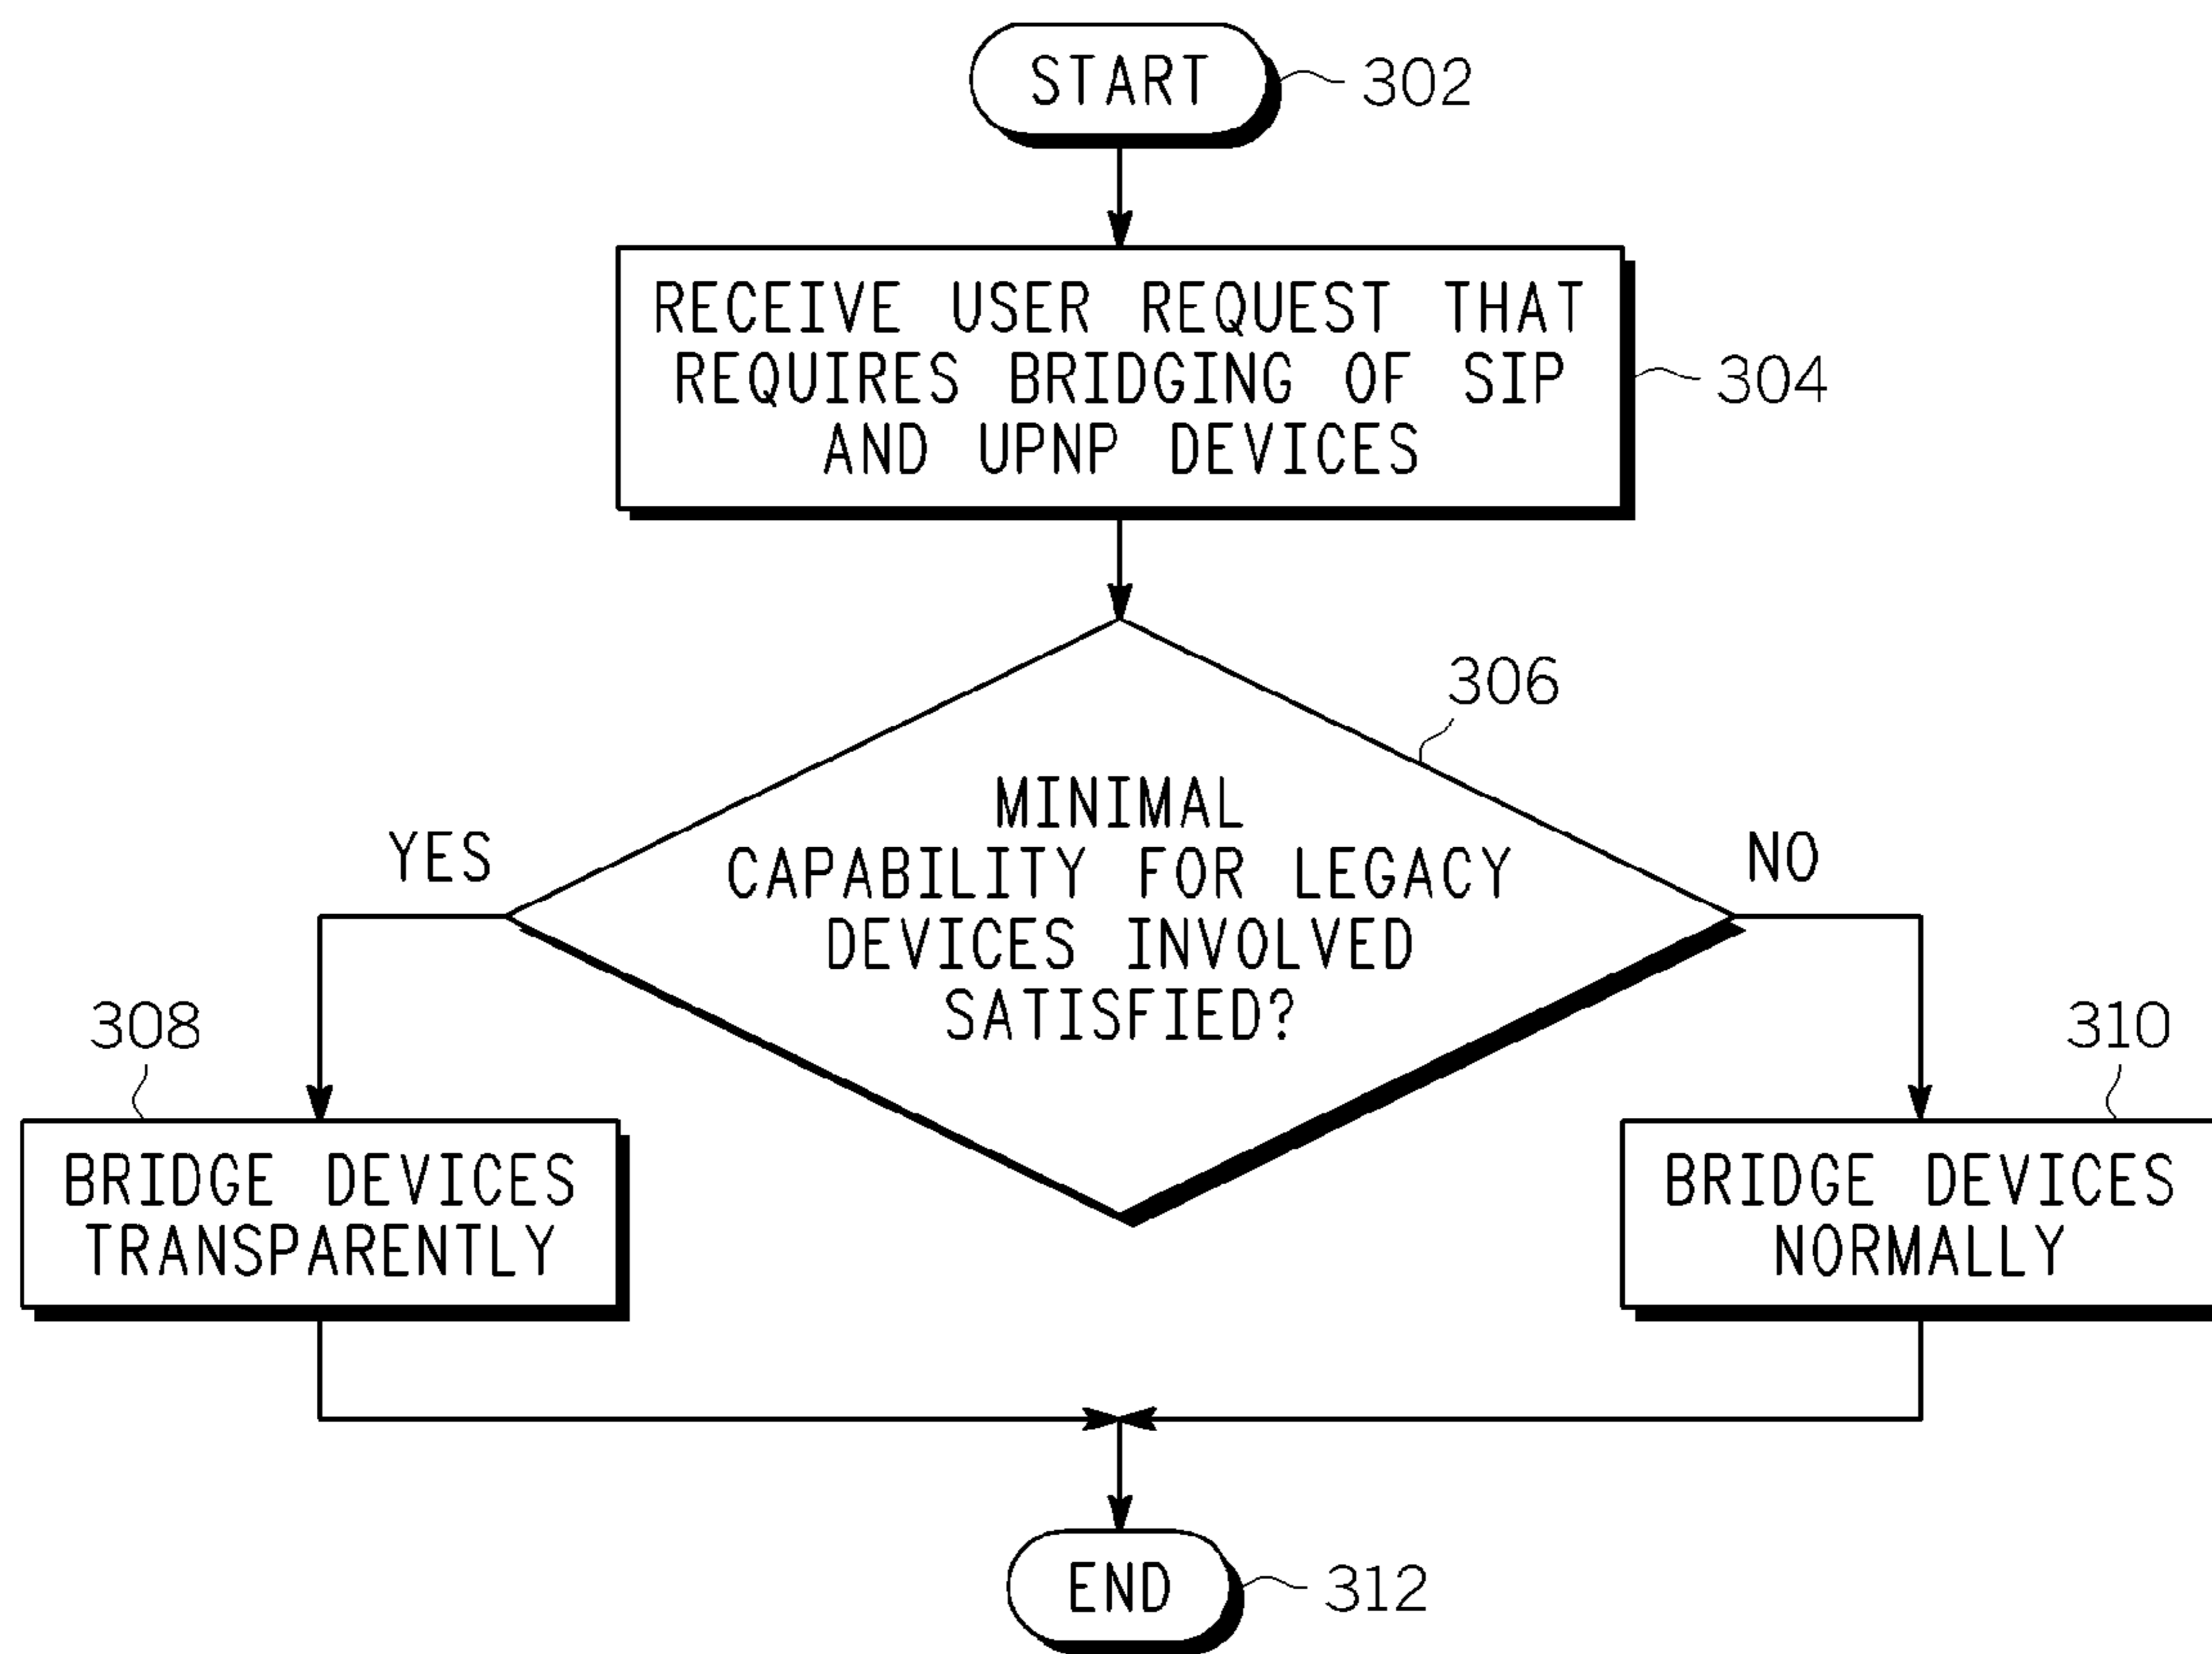 START
302
RECEIVE USER REQUEST THAT
REQUIRES BRIDGING OF SIP
AND UPNP DEVICES
304
306
MINIMAL
CAPABILITY FOR LEGACY
DEVICES INVOLVED
SATISFIED?
YES
NO
308
BRIDGE DEVICES
TRANSPARENTLY
310
BRIDGE DEVICES
NORMALLY
END
312